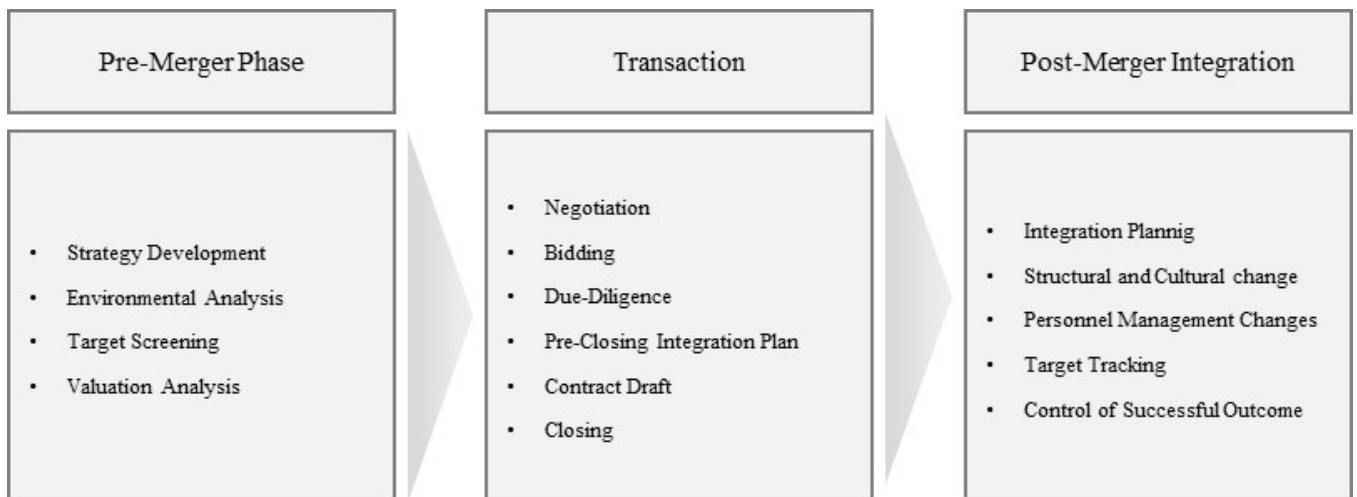 Pre-Merger Phase
Strategy Development
Environmental Analysis
Target Screening
Valuation Analysis
Transaction
Negotiation
Bidding
Due-Diligence
Pre-Closing Integration Plan
Contract Draft
Closing
Post-Merger Integration
Integration Plannig
Structural and Cultural change
Personnel Management Changes
Target Tracking
Control of Successful Outcome